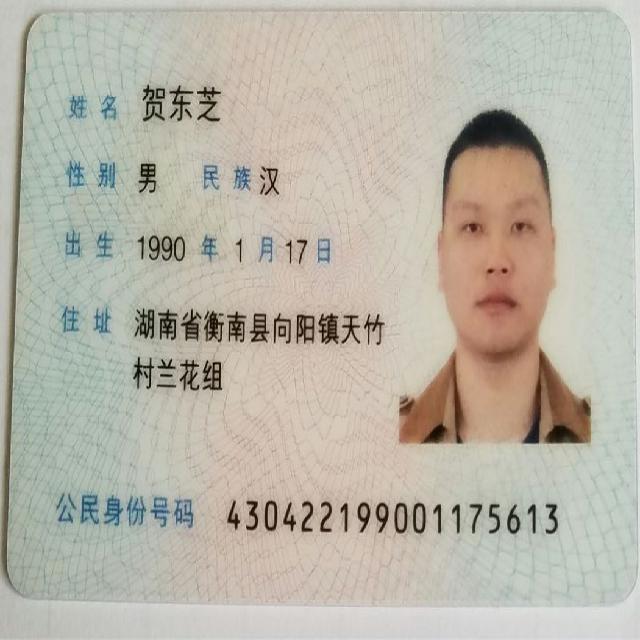 姓名 贺东芝
性别 男 民族 汉
出生 1990 年 1 月 17 日
住址 湖南省衡南县向阳镇天竹
村兰花组
公民身份号码 430422199001175613